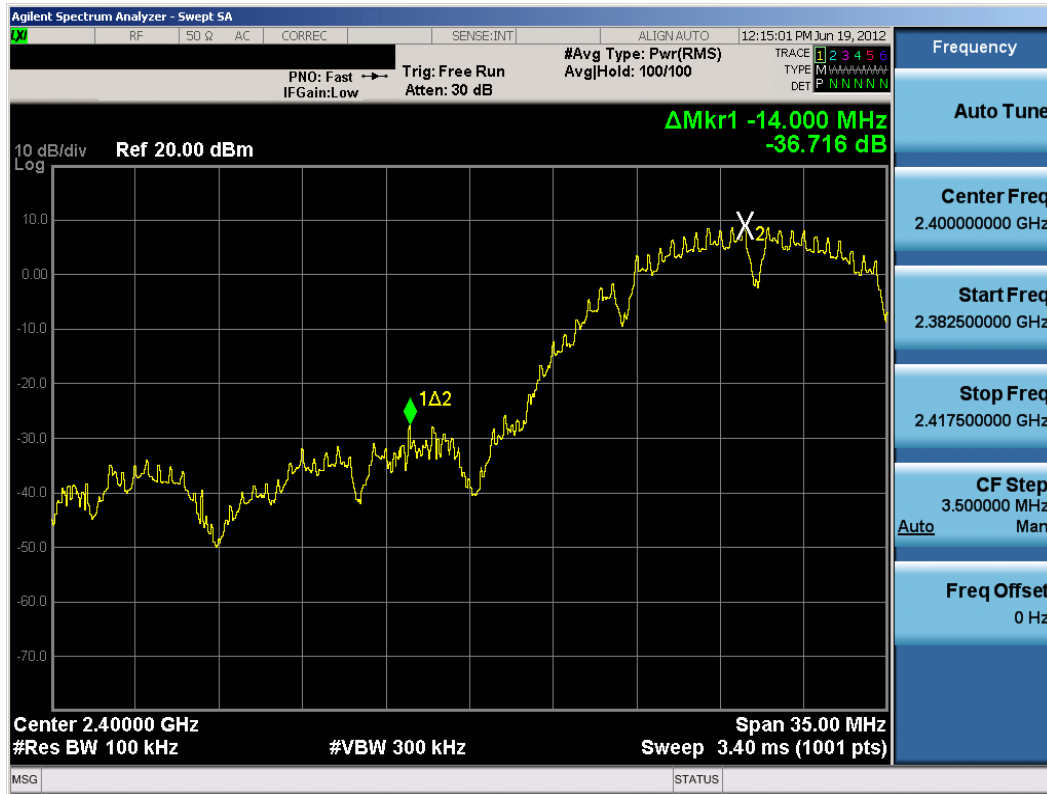 Agilent Spectrum Analyzer - Swept SA
LXI RF 50 Ω AC CORREC SENSE:INT ALIGN AUTO 12:15:01 PM Jun 19, 2012
#Avg Type: Pwr(RMS) TRACE 1 2 3 4 5 6
PNO: Fast Trig: Free Run Avg|Hold: 100/100 TYPE M
IFGain:Low Atten: 30 dB DET P N N N N N
ΔMkr1 -14.000 MHz
-36.716 dB
10 dB/div Ref 20.00 dBm
Log
10.0
0.00
-10.0
-20.0
-30.0
-40.0
-50.0
-60.0
-70.0
2
1Δ2
Center 2.40000 GHz Span 35.00 MHz
#Res BW 100 kHz #VBW 300 kHz Sweep 3.40 ms (1001 pts)
MSG STATUS
Frequency
Auto Tune
Center Freq
2.400000000 GHz
Start Freq
2.382500000 GHz
Stop Freq
2.417500000 GHz
CF Step
3.500000 MHz
Auto Man
Freq Offset
0 Hz